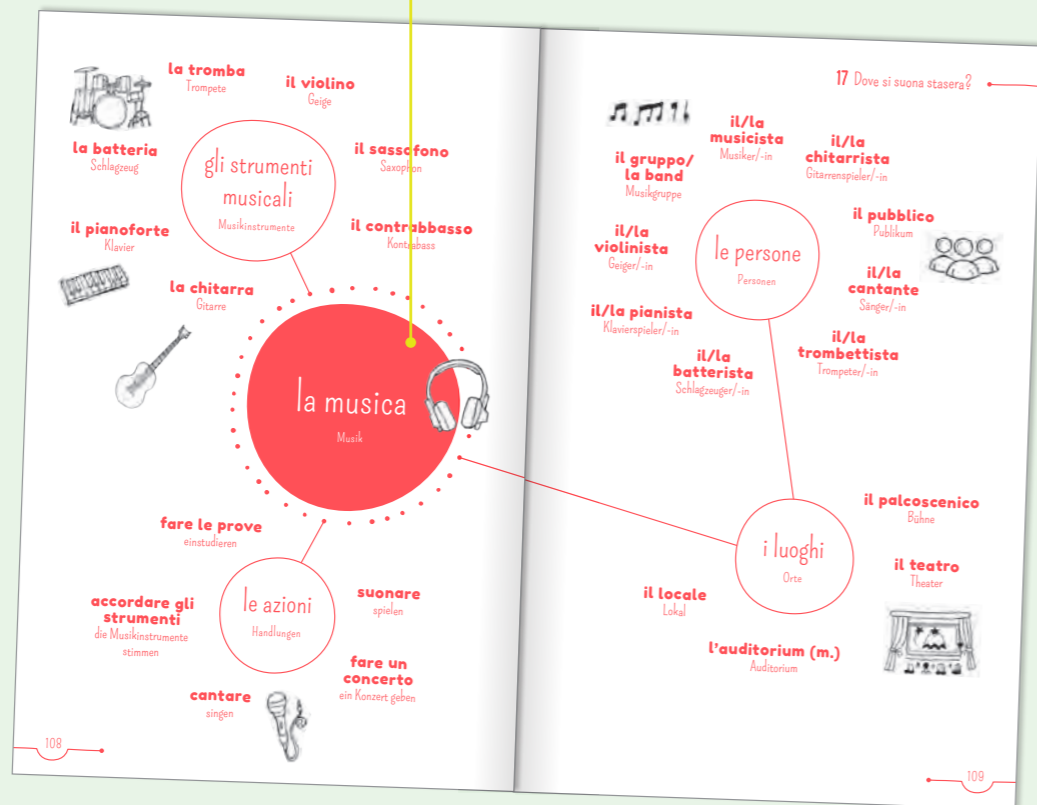 la tromba
Trompete
il violino
Geige
la batteria
Schlagzeug
gli strumenti
musicali
Musikinstrumente
il sassofono
Saxophon
il pianoforte
Klavier
il contrabbasso
Kontrabass
la chitarra
Gitarre
la musica
Musik
fare le prove
einstudieren
le azioni
Handlungen
suonare
spielen
accordare gli
strumenti
die Musikinstrumente
stimmen
fare un
concerto
ein Konzert geben
cantare
singen
108
17 Dove si suona stasera?
il/la
musicista
Musiker/-in
il/la
chitarrista
Gitarrenspieler/-in
il gruppo/
la band
Musikgruppe
il pubblico
Publikum
il/la
violinista
Geiger/-in
le persone
Personen
il/la
cantante
Sänger/-in
il/la pianista
Klavierspieler/-in
il/la
trombettista
Trompeter/-in
il/la
batterista
Schlagzeuger/-in
il palcoscenico
Bühne
i luoghi
Orte
il teatro
Theater
il locale
Lokal
l'auditorium (m.)
Auditorium
109